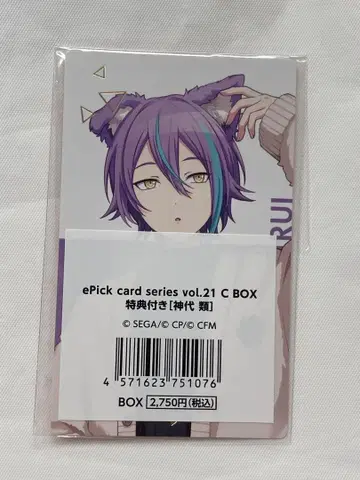 RUI
ePick card series vol.21 C BOX
特典付き[神代 類]
© SEGA/© CP/© CFM
4 571623 751076
BOX 2,750円(税込)